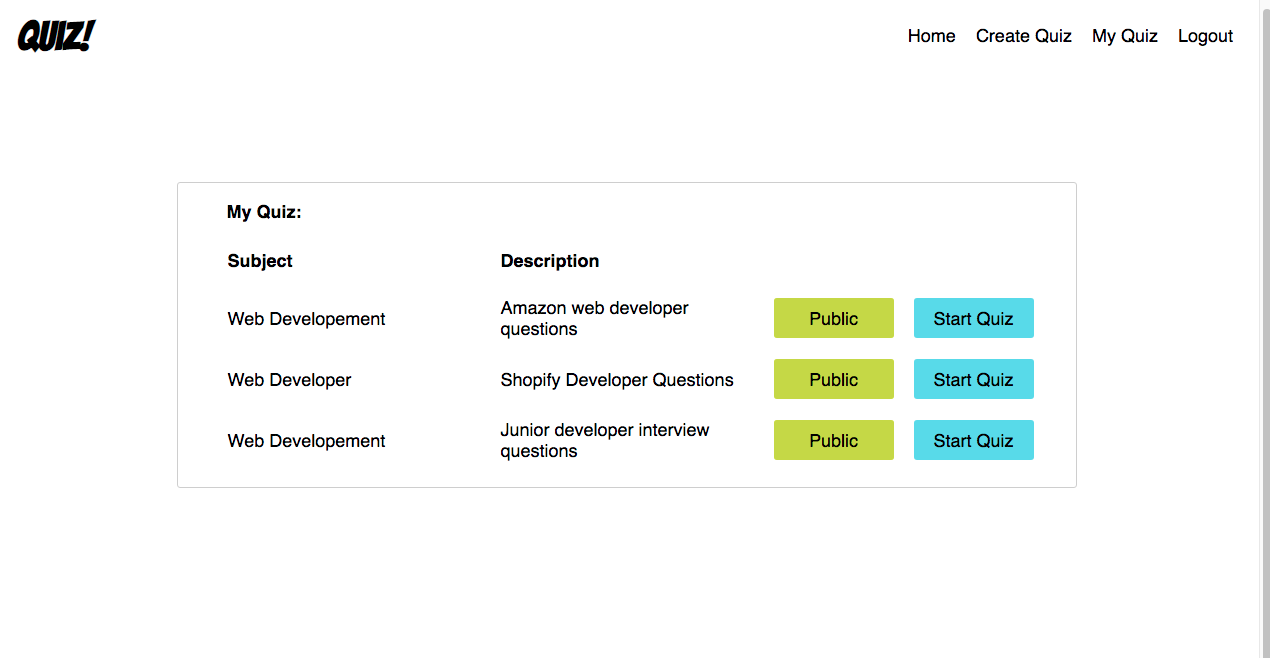 QUIZ!
Home Create Quiz My Quiz Logout
My Quiz:
Subject Description
Web Developement
Amazon web developer
questions
Public Start Quiz
Web Developer Shopify Developer Questions Public Start Quiz
Web Developement
Junior developer interview
questions
Public Start Quiz